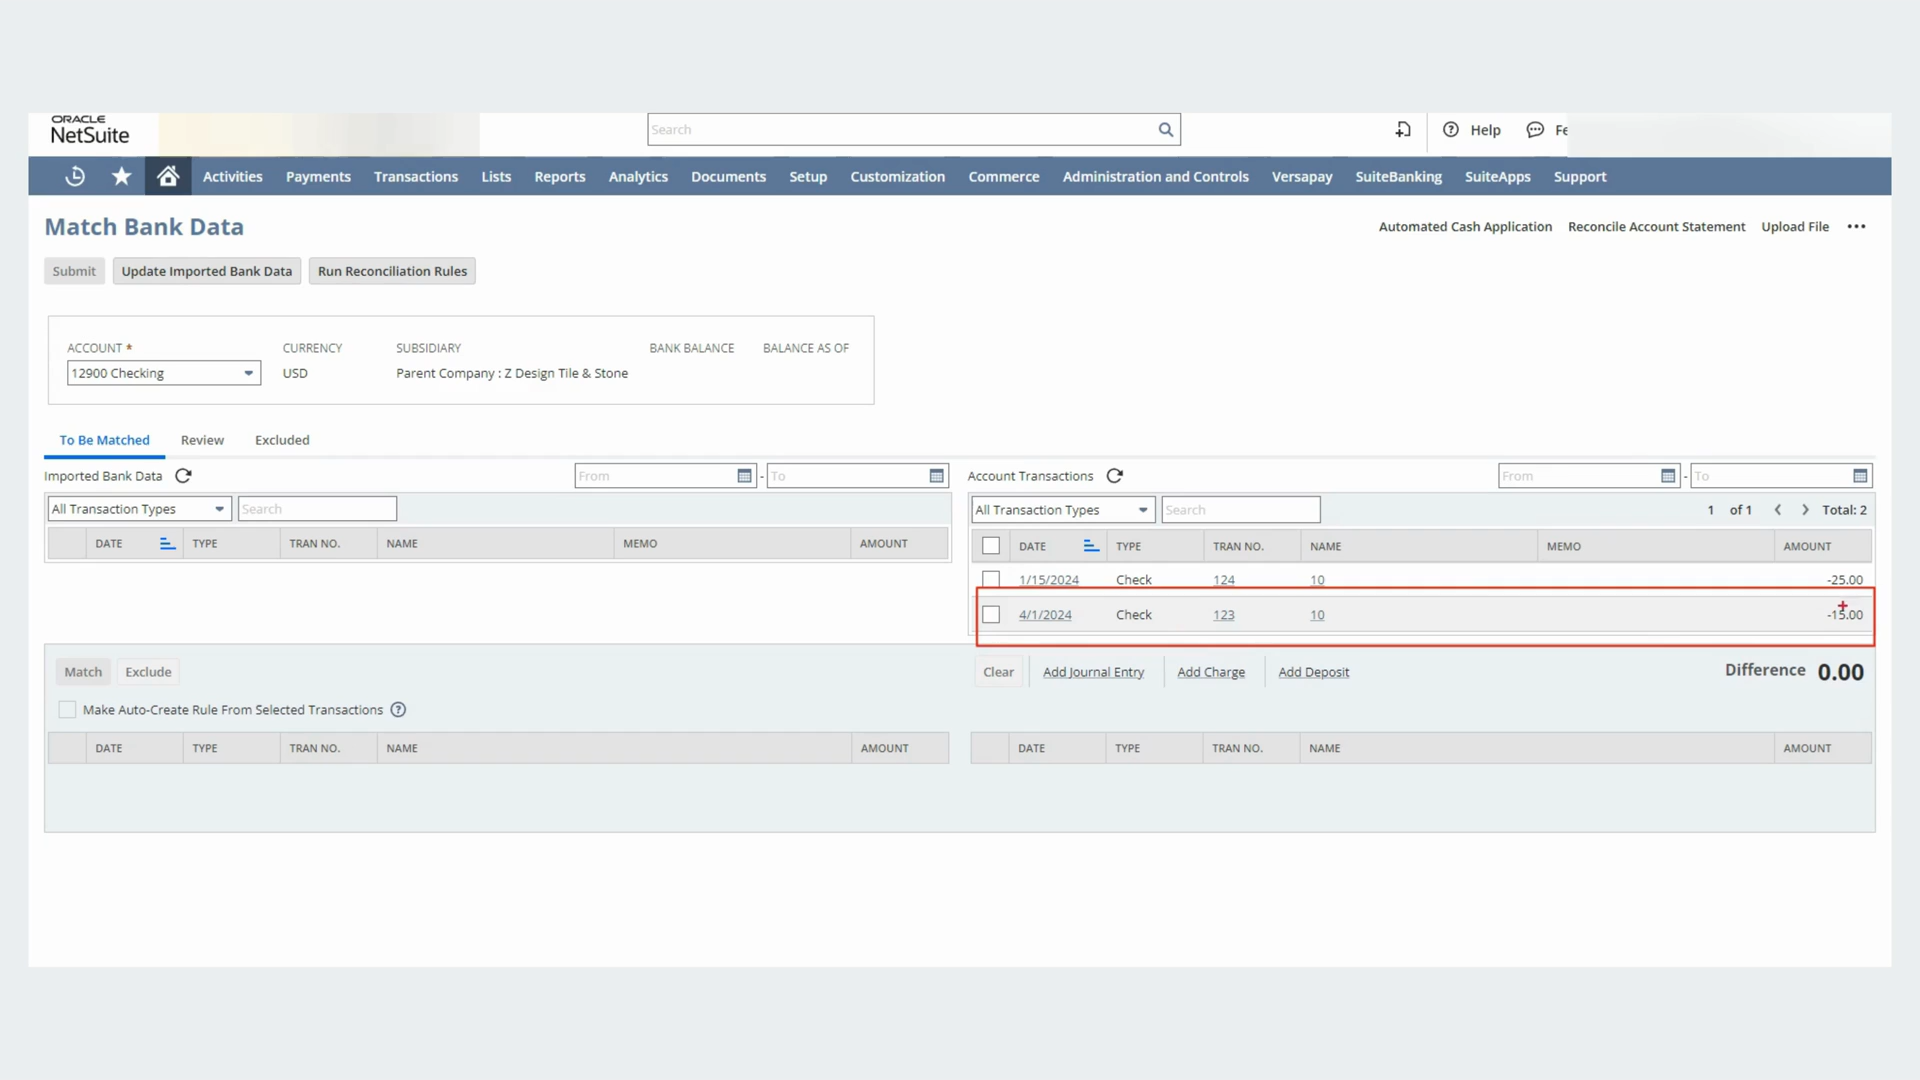 ORACLE
NetSuite
Search
Help
Fe
Activities Payments Transactions Lists Reports Analytics Documents Setup Customization Commerce Administration and Controls Versapay SuiteBanking SuiteApps Support
Match Bank Data
Automated Cash Application Reconcile Account Statement Upload File •••
Submit Update Imported Bank Data Run Reconciliation Rules
ACCOUNT * CURRENCY SUBSIDIARY BANK BALANCE BALANCE AS OF
12900 Checking USD Parent Company : Z Design Tile & Stone
To Be Matched Review Excluded
Imported Bank Data From - To
All Transaction Types Search
DATE TYPE TRAN NO. NAME MEMO AMOUNT
Account Transactions From - To
All Transaction Types Search 1 of 1 Total: 2
DATE TYPE TRAN NO. NAME MEMO AMOUNT
1/15/2024 Check 124 10 -25.00
4/1/2024 Check 123 10 -15.00
Match Exclude
Clear Add Journal Entry Add Charge Add Deposit Difference 0.00
Make Auto-Create Rule From Selected Transactions ?
DATE TYPE TRAN NO. NAME AMOUNT
DATE TYPE TRAN NO. NAME AMOUNT